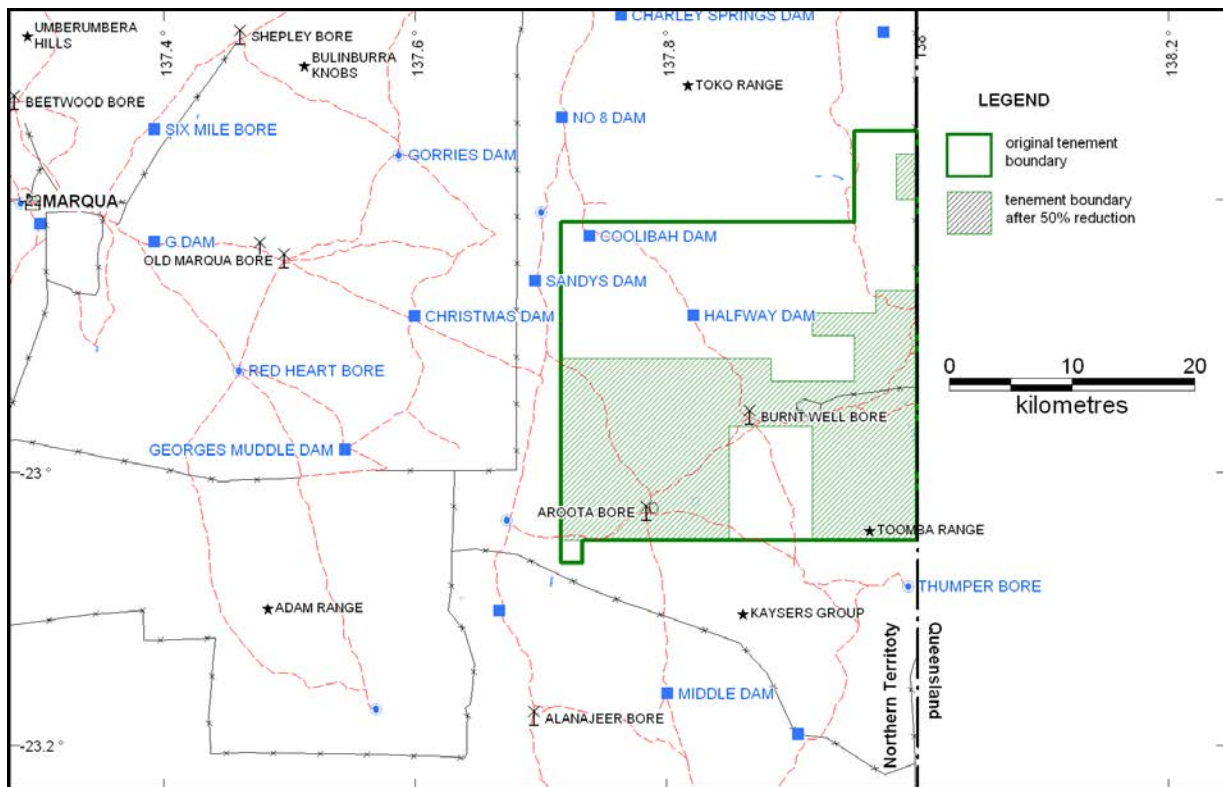 UMBERUMBERA
HILLS
137.4 °
SHEPLEY BORE
BULINBURRA
KNOBS
137.6 °
CHARLEY SPRINGS DAM
137.8 °
TOKO RANGE
138 °
138.2 °
BEETWOOD BORE
SIX MILE BORE
NO 8 DAM
GORRIES DAM
LEGEND
original tenement
boundary
tenement boundary
after 50% reduction
MARQUA
G DAM
OLD MARQUA BORE
COOLIBAH DAM
SANDYS DAM
CHRISTMAS DAM
HALFWAY DAM
RED HEART BORE
0 10 20
kilometres
BURNT WELL BORE
GEORGES MUDDLE DAM
-23 °
AROOTA BORE
TOOMBA RANGE
THUMPER BORE
ADAM RANGE
KAYSERS GROUP
Northern Territoty
Queensland
MIDDLE DAM
ALANAJEER BORE
-23.2 °